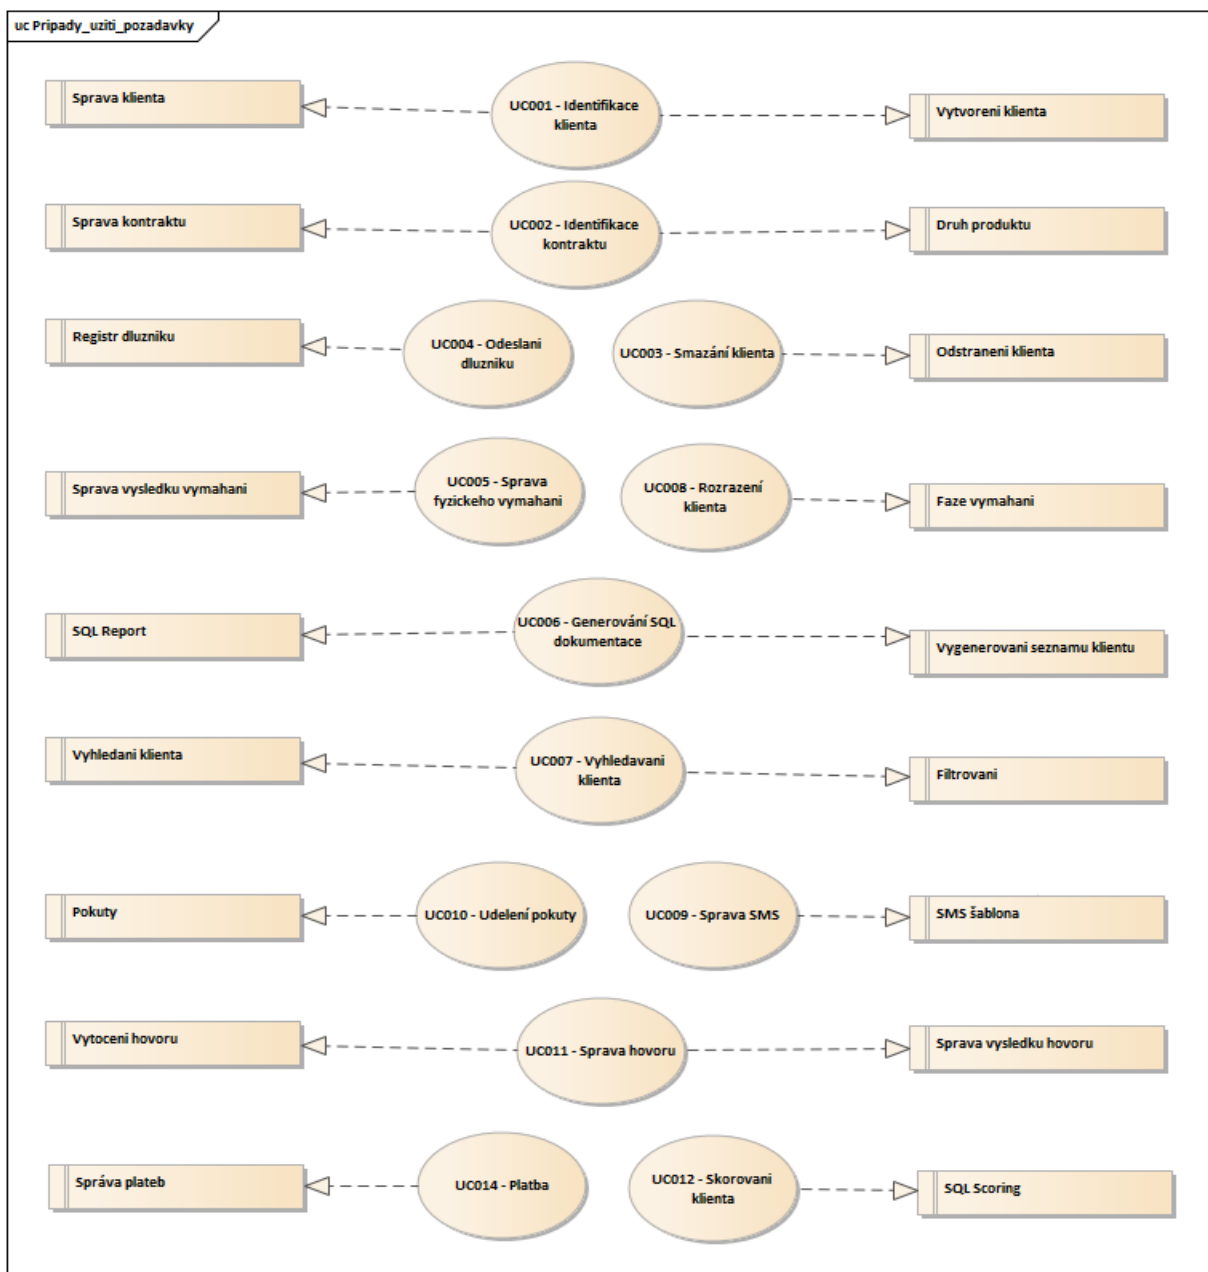 uc Pripady_uziti_pozadavky
Sprava klienta
UC001 - Identifikace
klienta
Vytvoreni klienta
Sprava kontraktu
UC002 - Identifikace
kontraktu
Druh produktu
Registr dluzniku
UC004 - Odeslani
dluzniku
UC003 - Smazání klienta
Odstraneni klienta
Sprava vysledku vymahani
UC005 - Sprava
fyzickeho vymahani
UC008 - Rozrazení
klienta
Faze vymahani
SQL Report
UC006 - Generování SQL
dokumentace
Vygenerovani seznamu klientu
Vyhledani klienta
UC007 - Vyhledavani
klienta
Filtrovani
Pokuty
UC010 - Udelení pokuty
UC009 - Sprava SMS
SMS šablona
Vytoceni hovoru
UC011 - Sprava hovoru
Sprava vysledku hovoru
Správa plateb
UC014 - Platba
UC012 - Skorovani
klienta
SQL Scoring